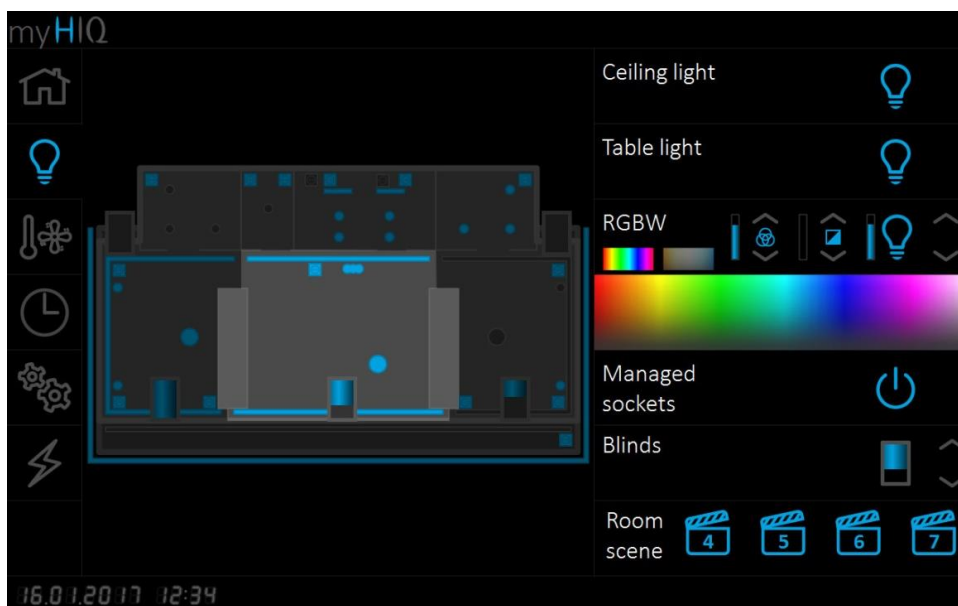 myHIQ
Ceiling light
Table light
RGBW
Managed
sockets
Blinds
Room
scene
4
5
6
7
16.01.2017 12:34